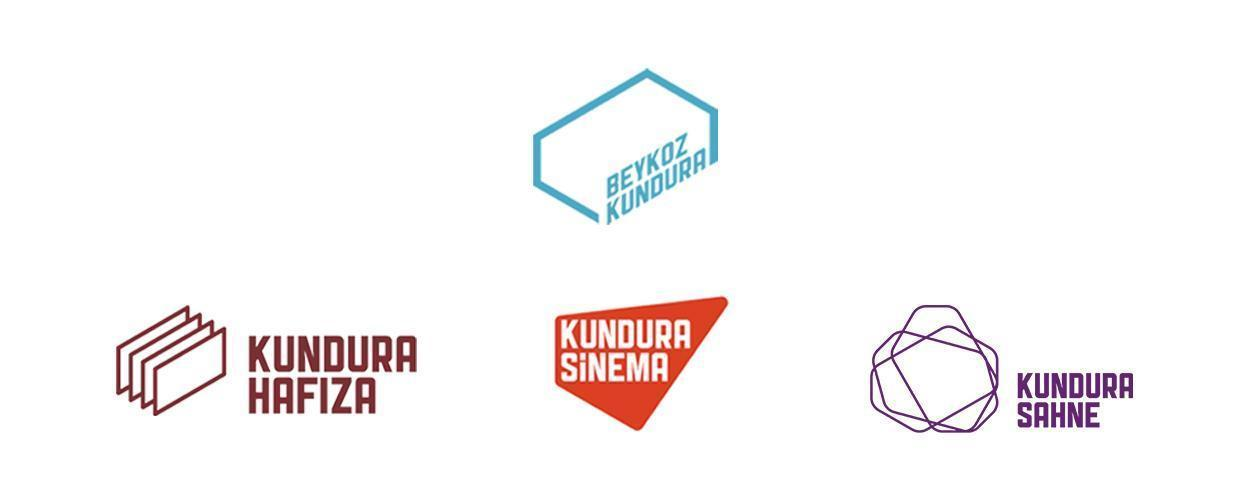 BEYKOZ
KUNDURA
KUNDURA
HAFIZA
KUNDURA
SiNEMA
KUNDURA
SAHNE